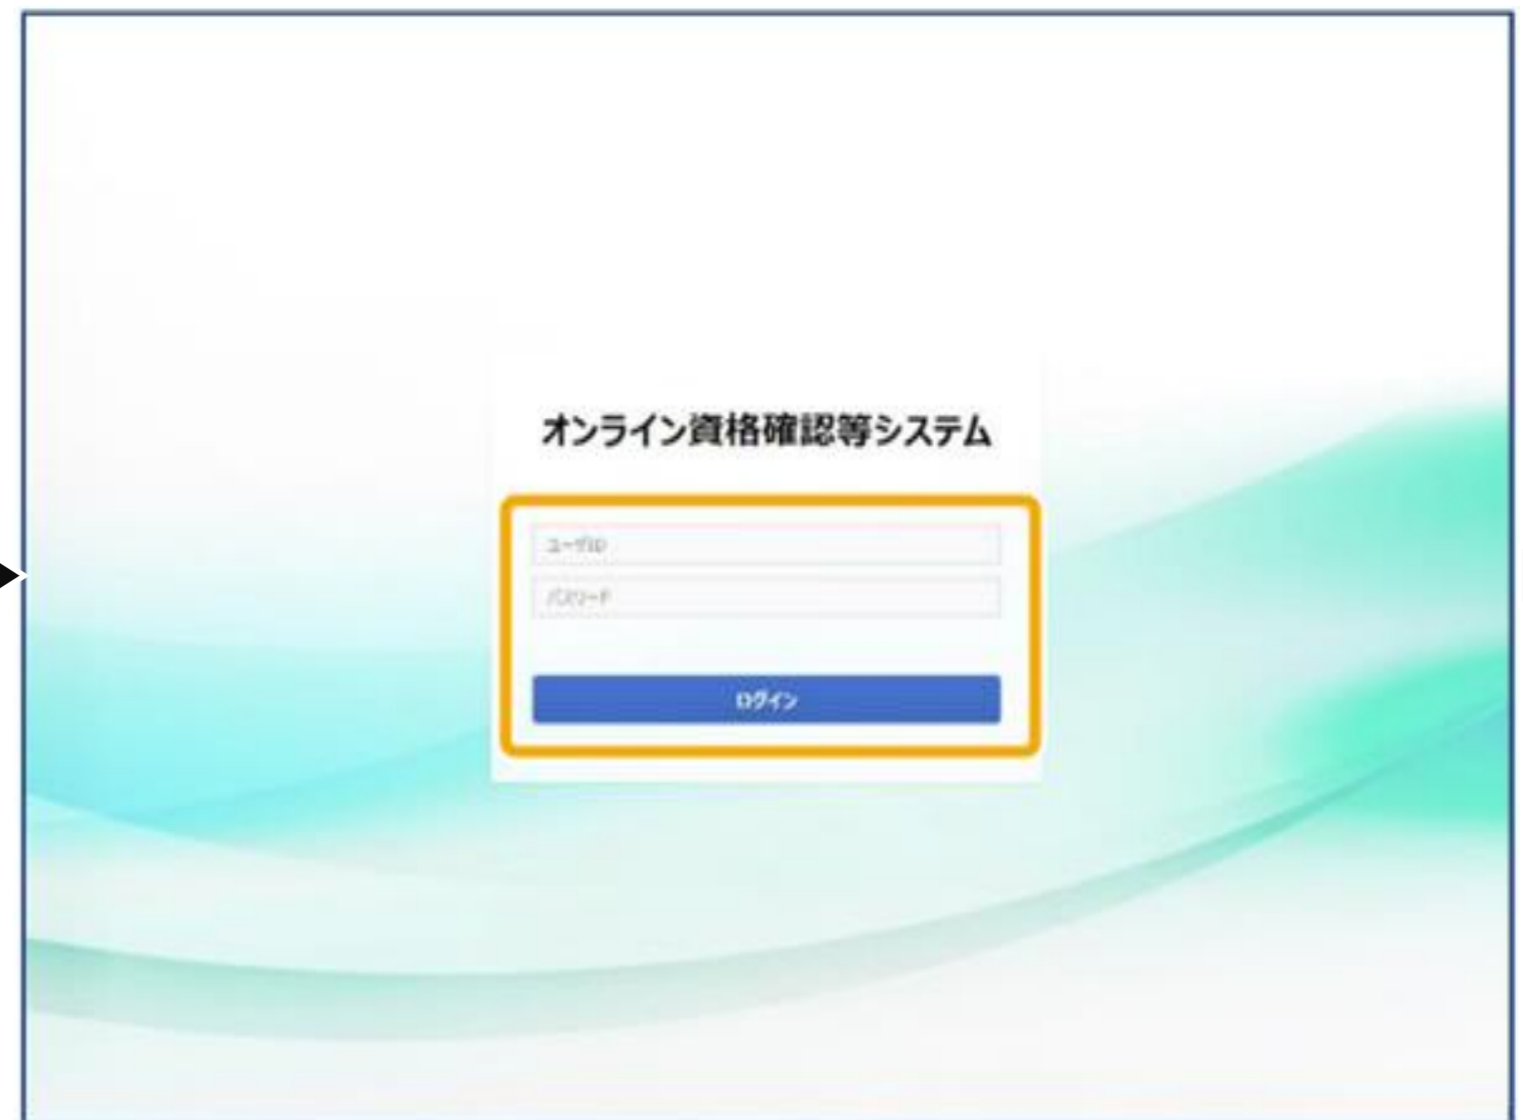 オンライン資格確認等システム
ユーザID
パスワード
ログイン